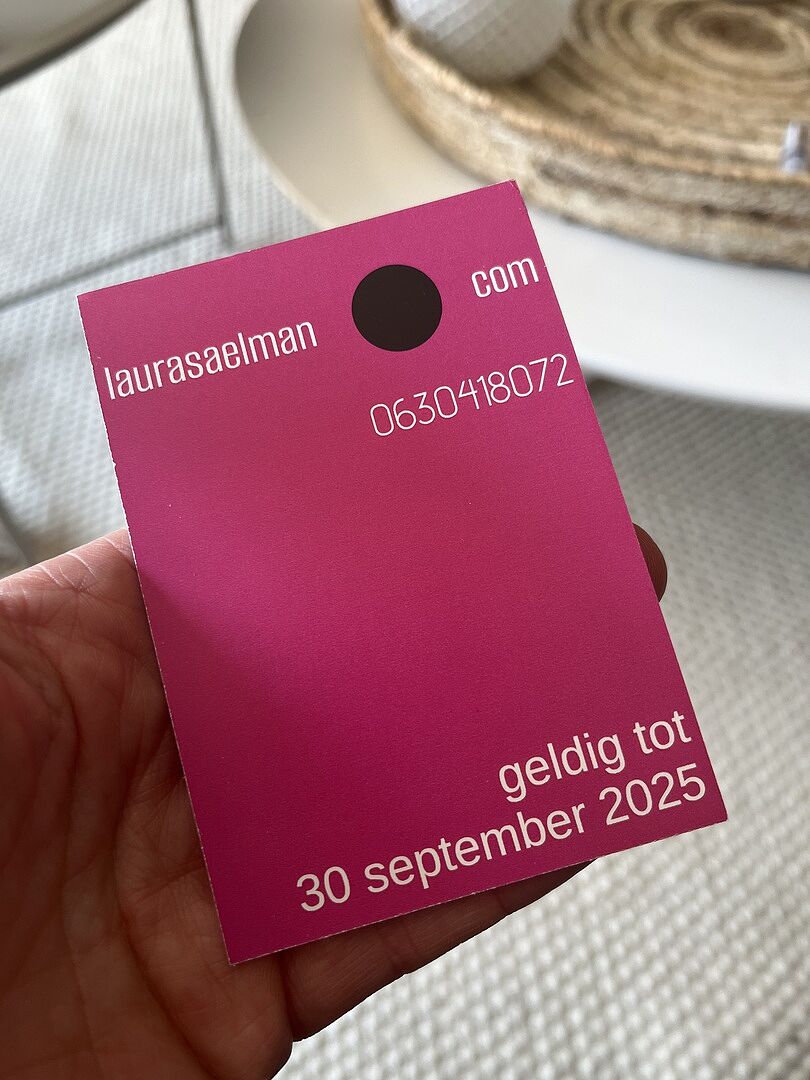 laurasaelman com
0630418072
geldig tot
30 september 2025